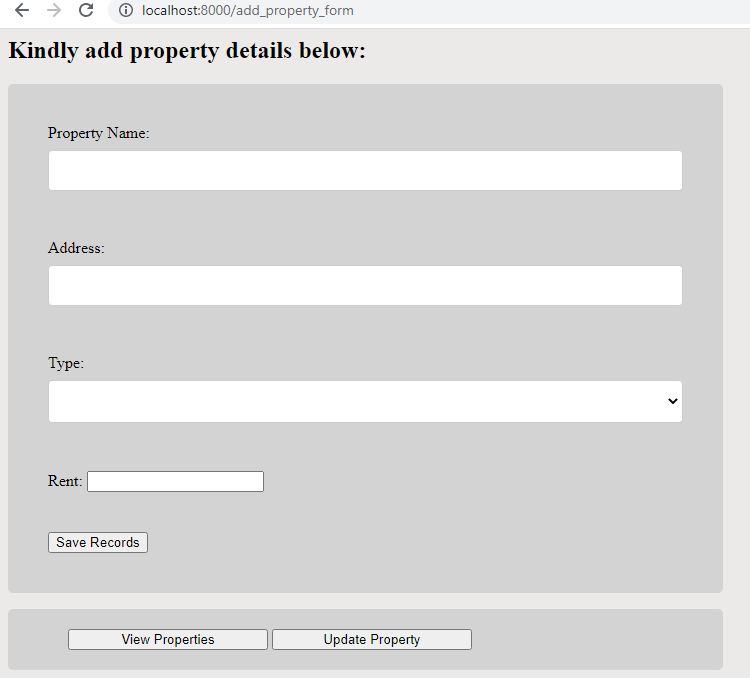 localhost:8000/add_property_form
Kindly add property details below:
Property Name:
Address:
Type:
Rent:
Save Records
View Properties Update Property